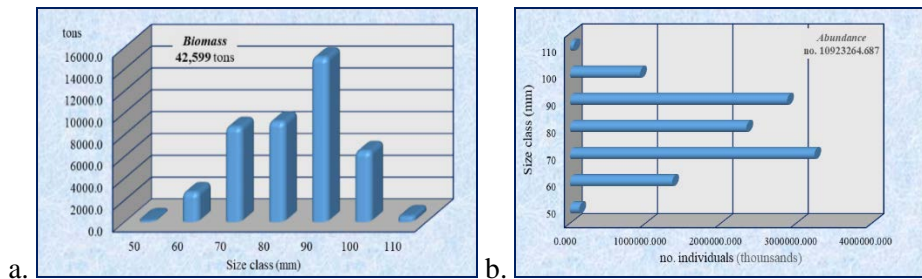 tons
Biomass
42,599 tons
16000.0
14000.0
12000.0
10000.0
8000.0
6000.0
4000.0
2000.0
0.0
50 60 70 80 90 100 110
Size class (mm)
a.
Abundance
no. 10923264.687
Size class (mm)
110
100
90
80
70
60
50
0.000 1000000.000 2000000.000 3000000.000 4000000.000
no. individuals (thounsands)
b.